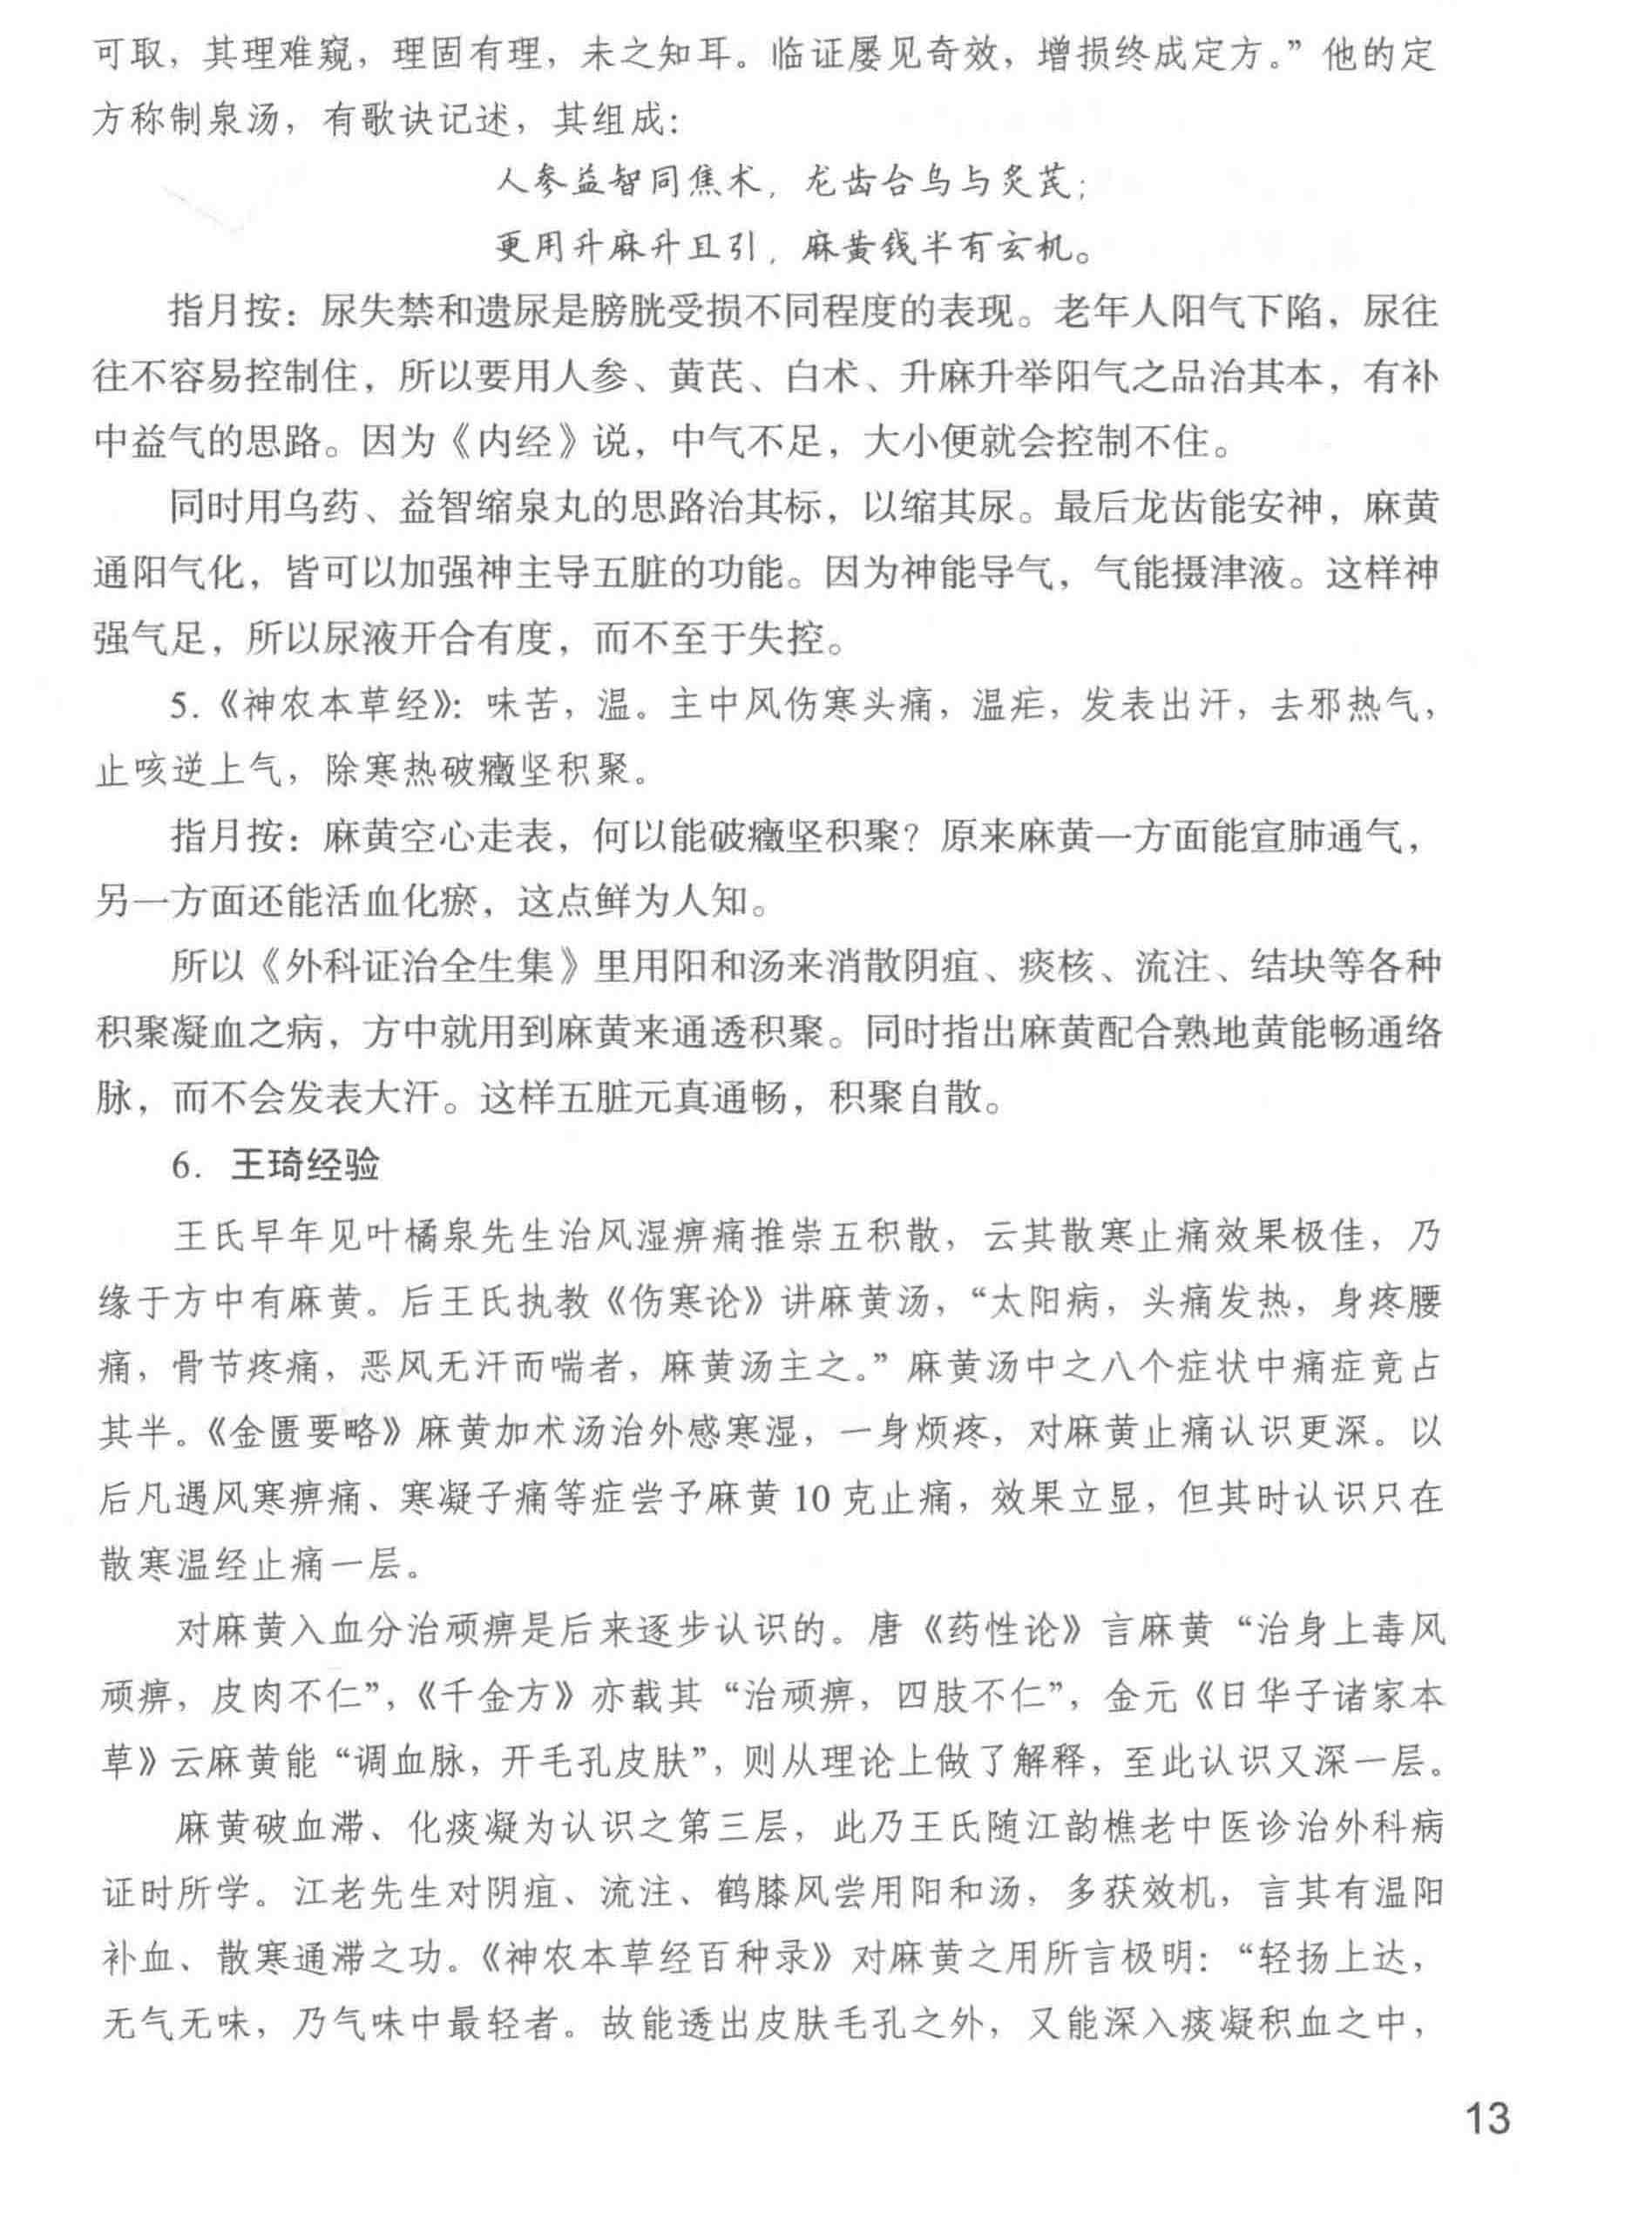 可取，其理难窥，理固有理，未之知耳。临证屡见奇效，增损终成定方。”他的定
方称制泉汤，有歌诀记述，其组成：
人参益智同焦术，龙齿台乌与炙芪；
更用升麻升且引，麻黄钱半有玄机。
指月按：尿失禁和遗尿是膀胱受损不同程度的表现。老年人阳气下陷，尿往
往不容易控制住，所以要用人参、黄芪、白术、升麻升举阳气之品治其本，有补
中益气的思路。因为《内经》说，中气不足，大小便就会控制不住。
同时用乌药、益智缩泉丸的思路治其标，以缩其尿。最后龙齿能安神，麻黄
通阳气化，皆可以加强神主导五脏的功能。因为神能导气，气能摄津液。这样神
强气足，所以尿液开合有度，而不至于失控。
5.《神农本草经》：味苦，温。主中风伤寒头痛，温疟，发表出汗，去邪热气，
止咳逆上气，除寒热破癥坚积聚。
指月按：麻黄空心走表，何以能破癥坚积聚？原来麻黄一方面能宣肺通气，
另一方面还能活血化瘀，这点鲜为人知。
所以《外科证治全生集》里用阳和汤来消散阴疽、痰核、流注、结块等各种
积聚凝血之病，方中就用到麻黄来通透积聚。同时指出麻黄配合熟地黄能畅通络
脉，而不会发表大汗。这样五脏元真通畅，积聚自散。
6. 王琦经验
王氏早年见叶橘泉先生治风湿痹痛推崇五积散，云其散寒止痛效果极佳，乃
缘于方中有麻黄。后王氏执教《伤寒论》讲麻黄汤，“太阳病，头痛发热，身疼腰
痛，骨节疼痛，恶风无汗而喘者，麻黄汤主之。”麻黄汤中之八个症状中痛症竟占
其半。《金匮要略》麻黄加术汤治外感寒湿，一身烦疼，对麻黄止痛认识更深。以
后凡遇风寒痹痛、寒凝子痛等症尝予麻黄 10 克止痛，效果立显，但其时认识只在
散寒温经止痛一层。
对麻黄入血分治顽痹是后来逐步认识的。唐《药性论》言麻黄“治身上毒风
顽痹，皮肉不仁”，《千金方》亦载其“治顽痹，四肢不仁”，金元《日华子诸家本
草》云麻黄能“调血脉，开毛孔皮肤”，则从理论上做了解释，至此认识又深一层。
麻黄破血滞、化痰凝为认识之第三层，此乃王氏随江韵樵老中医诊治外科病
证时所学。江老先生对阴疽、流注、鹤膝风尝用阳和汤，多获效机，言其有温阳
补血、散寒通滞之功。《神农本草经百种录》对麻黄之用所言极明：“轻扬上达，
无气无味，乃气味中最轻者。故能透出皮肤毛孔之外，又能深入痰凝积血之中，
13